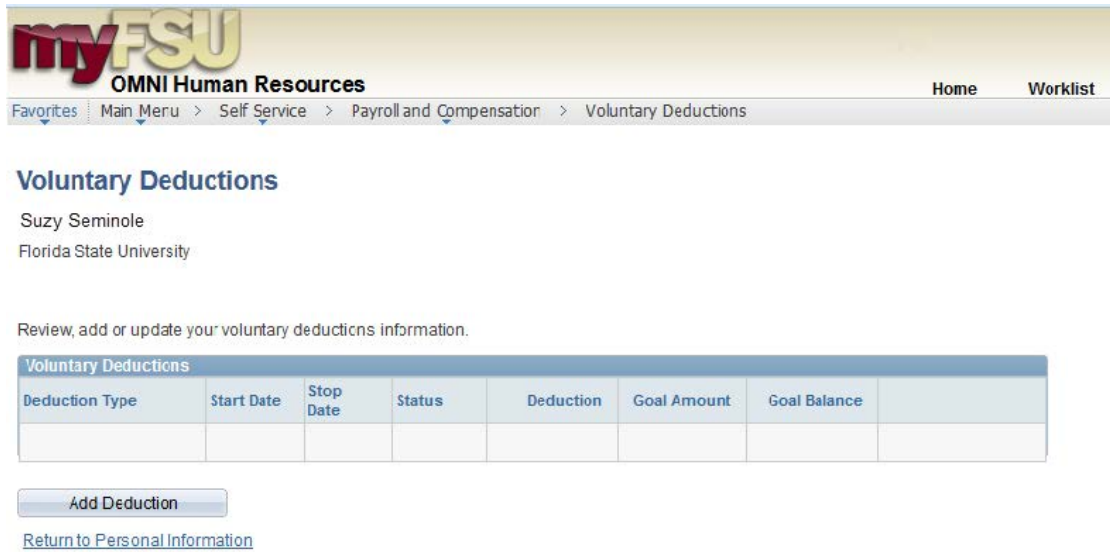 myFSU
OMNI Human Resources
Home Worklist
Favorites Main Menu > Self Service > Payroll and Compensation > Voluntary Deductions
Voluntary Deductions
Suzy Seminole
Florida State University
Review, add or update your voluntary deductions information.
Voluntary Deductions
Deduction Type Start Date Stop Date Status Deduction Goal Amount Goal Balance
Add Deduction
Return to Personal Information